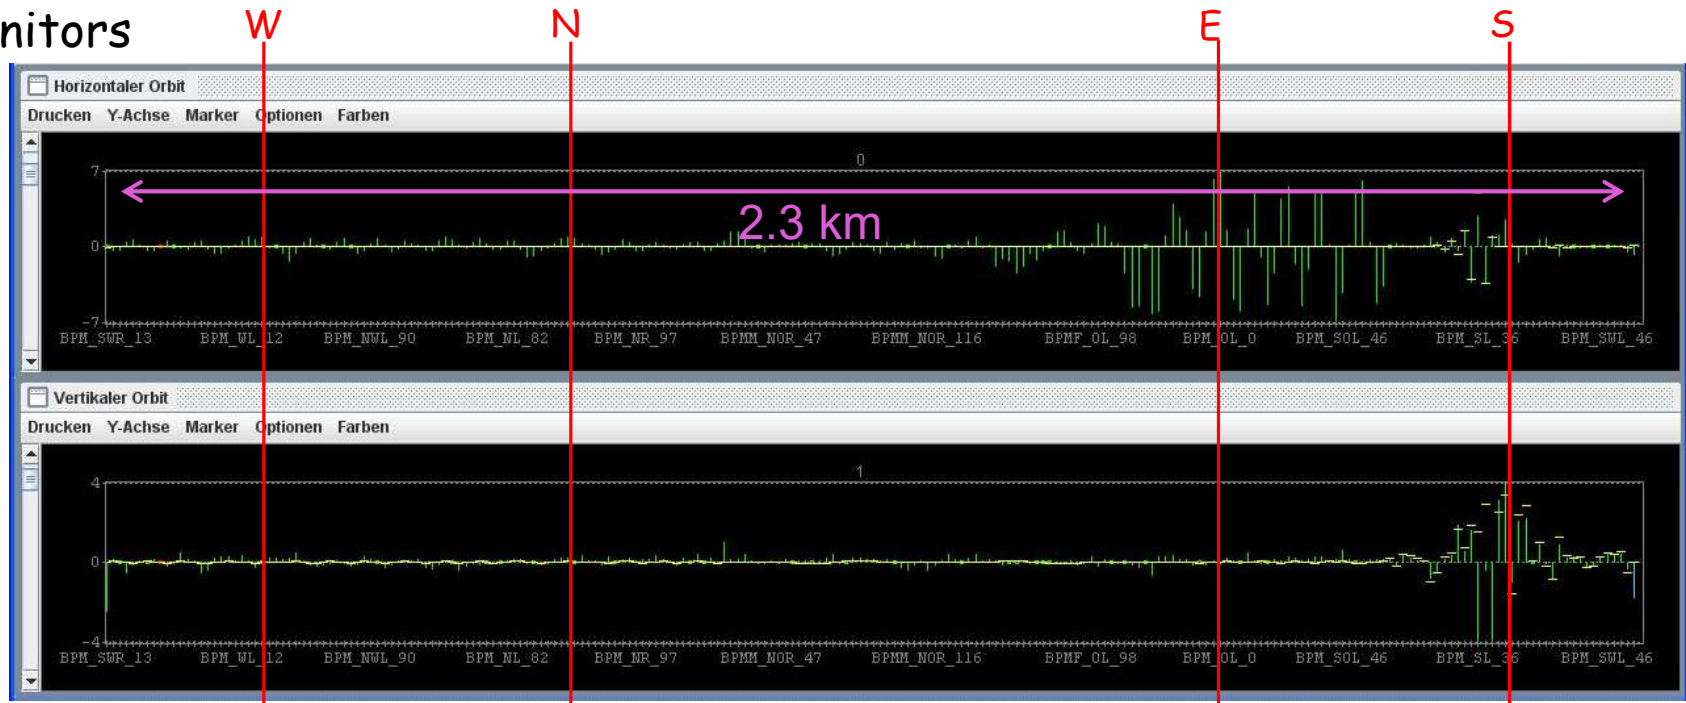 nitors
W N E S
Horizontaler Orbit
Drucken Y-Achse Marker Optionen Farben
0
7
2.3 km
0
-7
BPM_SWR_13 BPM_WL_12 BPM_NWL_90 BPM_NL_82 BPM_NR_97 BPMM_NOR_47 BPMM_NOR_116 BPMF_OL_98 BPM_OL_0 BPM_SOL_46 BPM_SL_36 BPM_SWL_46
Vertikaler Orbit
Drucken Y-Achse Marker Optionen Farben
1
4
0
-4
BPM_SWR_13 BPM_WL_12 BPM_NWL_90 BPM_NL_82 BPM_NR_97 BPMM_NOR_47 BPMM_NOR_116 BPMF_OL_98 BPM_OL_0 BPM_SOL_46 BPM_SL_36 BPM_SWL_46